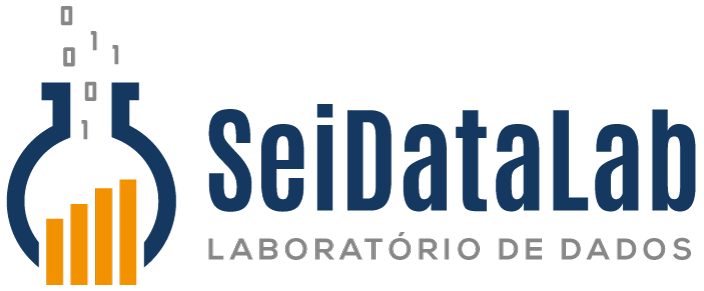 0
1
0 1
0
1
SeiDataLab
LABORATÓRIO DE DADOS